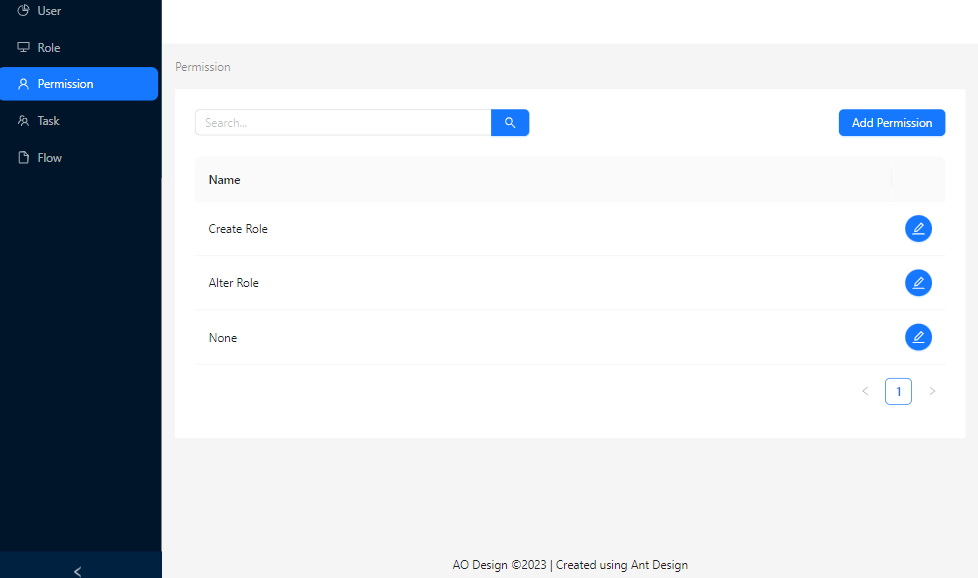 User
Role
Permission
Task
Flow
Permission
Search...
Add Permission
Name
Create Role
Alter Role
None
1
AO Design ©2023 | Created using Ant Design